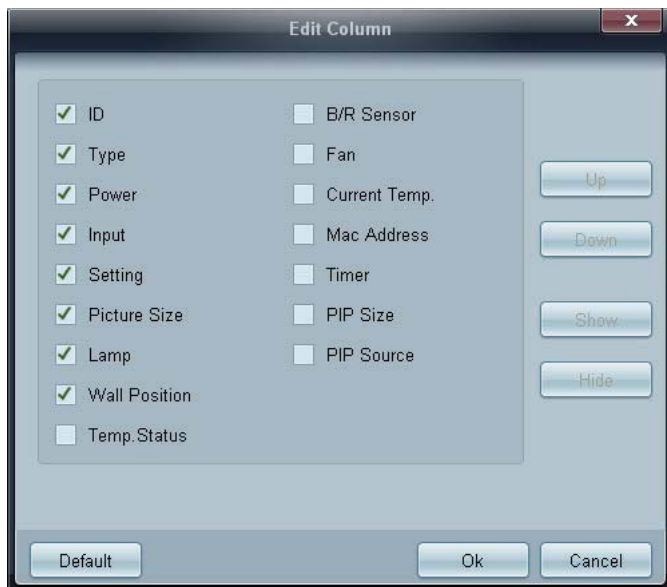 Edit Column
x
ID
Type
Power
Input
Setting
Picture Size
Lamp
Wall Position
Temp.Status
B/R Sensor
Fan
Current Temp.
Mac Address
Timer
PIP Size
PIP Source
Up
Down
Show
Hide
Default
Ok
Cancel